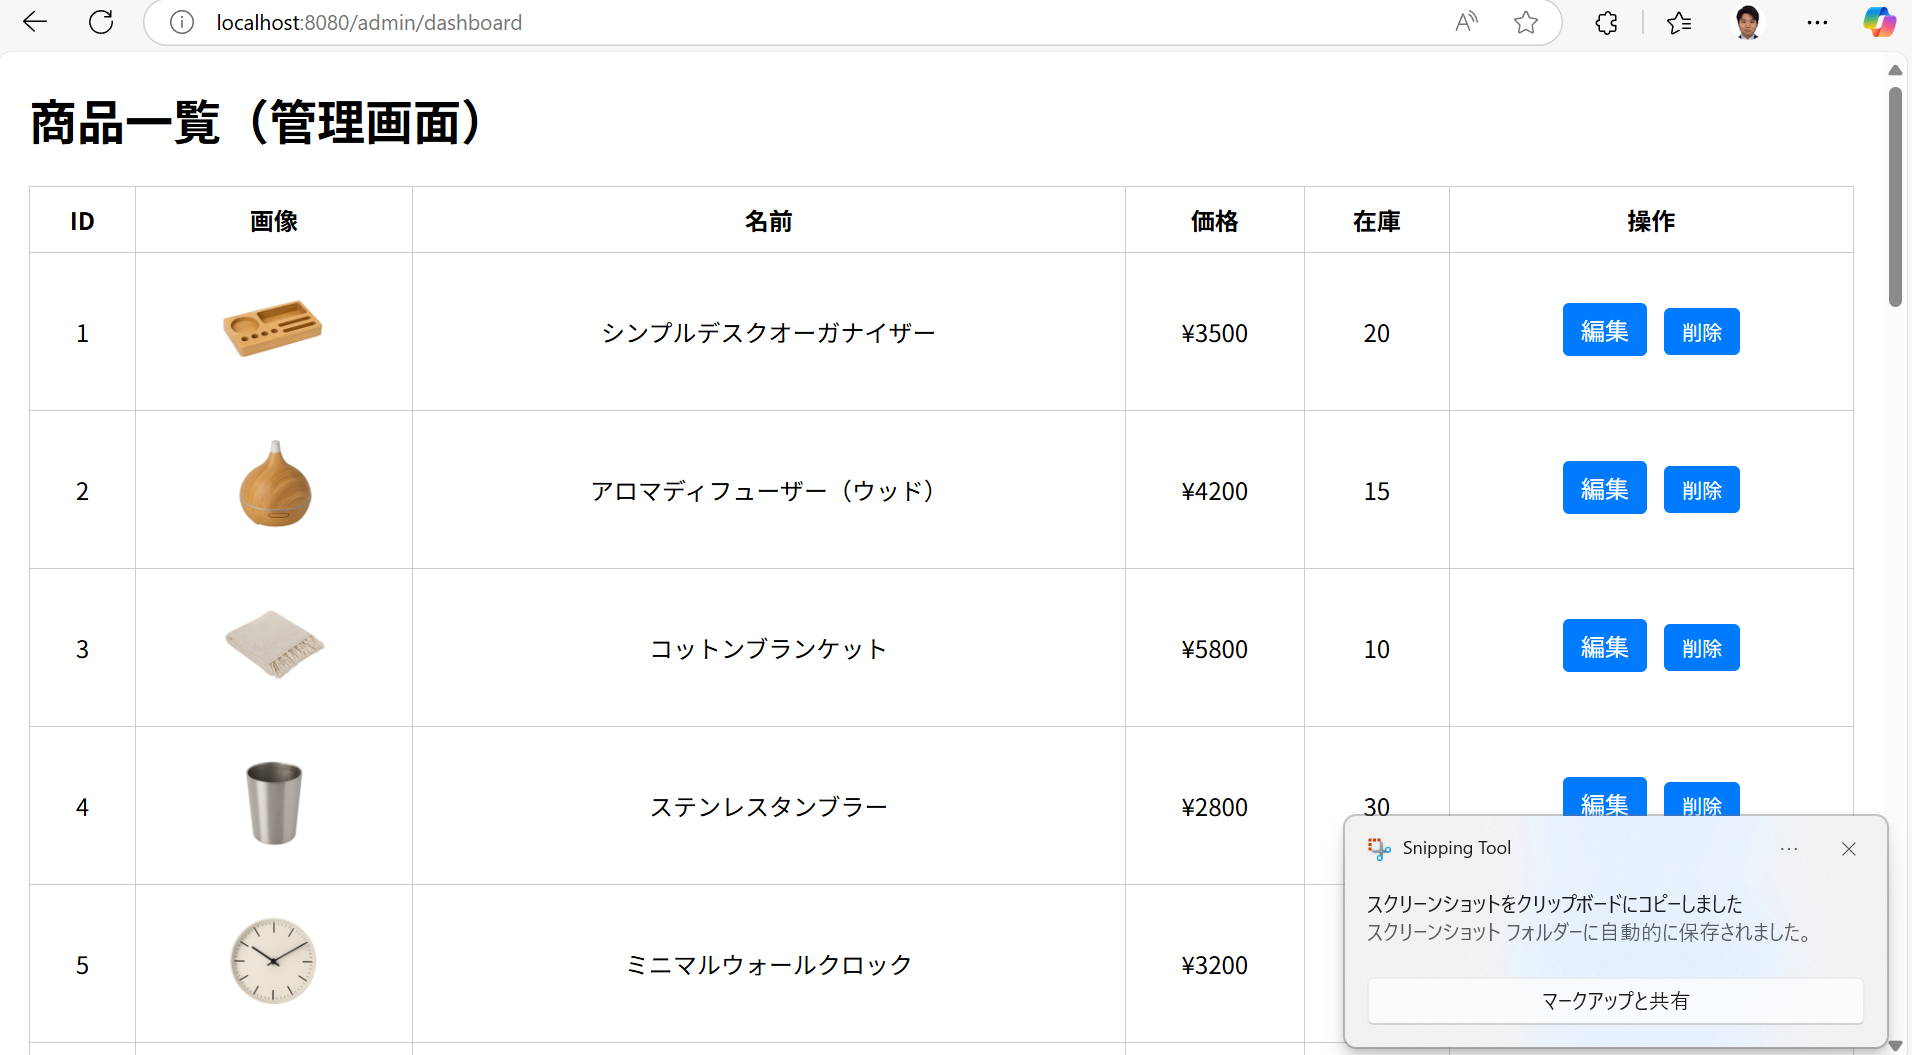 localhost:8080/admin/dashboard
商品一覧（管理画面）
ID 画像 名前 価格 在庫 操作
1 シンプルデスクオーガナイザー ¥3500 20 編集 削除
2 アロマディフューザー（ウッド） ¥4200 15 編集 削除
3 コットンブランケット ¥5800 10 編集 削除
4 ステンレスタンブラー ¥2800 30 編集 削除
5 ミニマルウォールクロック ¥3200
Snipping Tool
スクリーンショットをクリップボードにコピーしました
スクリーンショット フォルダーに自動的に保存されました。
マークアップと共有